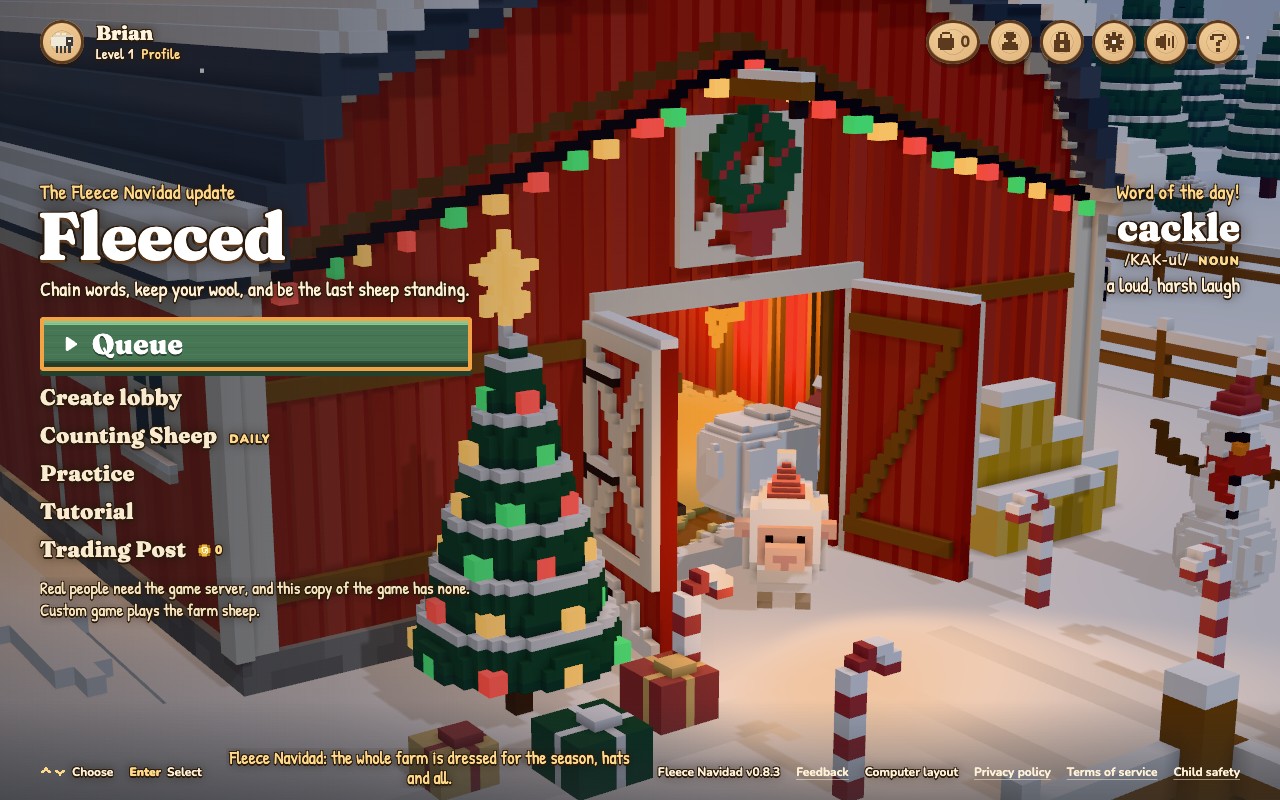 Brian
Level 1 Profile
0
The Fleece Navidad update
Fleeced
Chain words, keep your wool, and be the last sheep standing.
Queue
Create lobby
Counting Sheep DAILY
Practice
Tutorial
Trading Post 0
Real people need the game server, and this copy of the game has none.
Custom game plays the farm sheep.
Word of the day!
cackle
/KAK-ul/ NOUN
a loud, harsh laugh
Choose Enter Select
Fleece Navidad: the whole farm is dressed for the season, hats
and all.
Fleece Navidad v0.8.3 Feedback Computer layout Privacy policy Terms of service Child safety